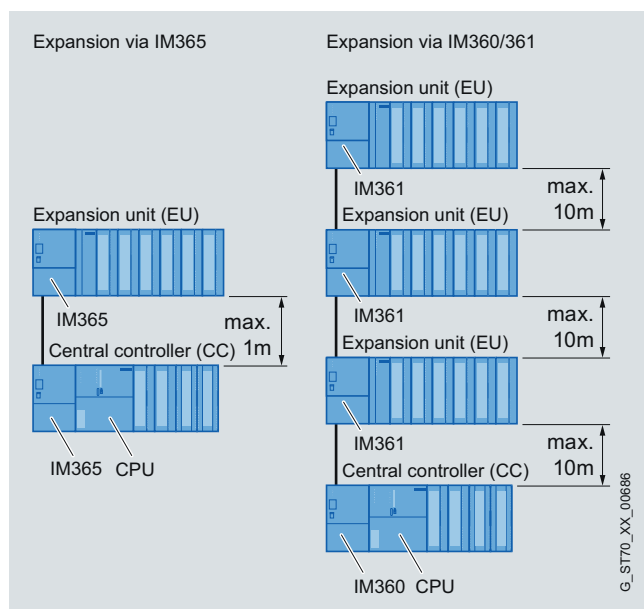 Expansion via IM365
Expansion unit (EU)
IM365
max.
1m
Central controller (CC)
IM365 CPU
Expansion via IM360/361
Expansion unit (EU)
IM361
max.
10m
Expansion unit (EU)
IM361
max.
10m
Expansion unit (EU)
IM361
max.
10m
Central controller (CC)
IM360 CPU
G_ST70_XX_00686